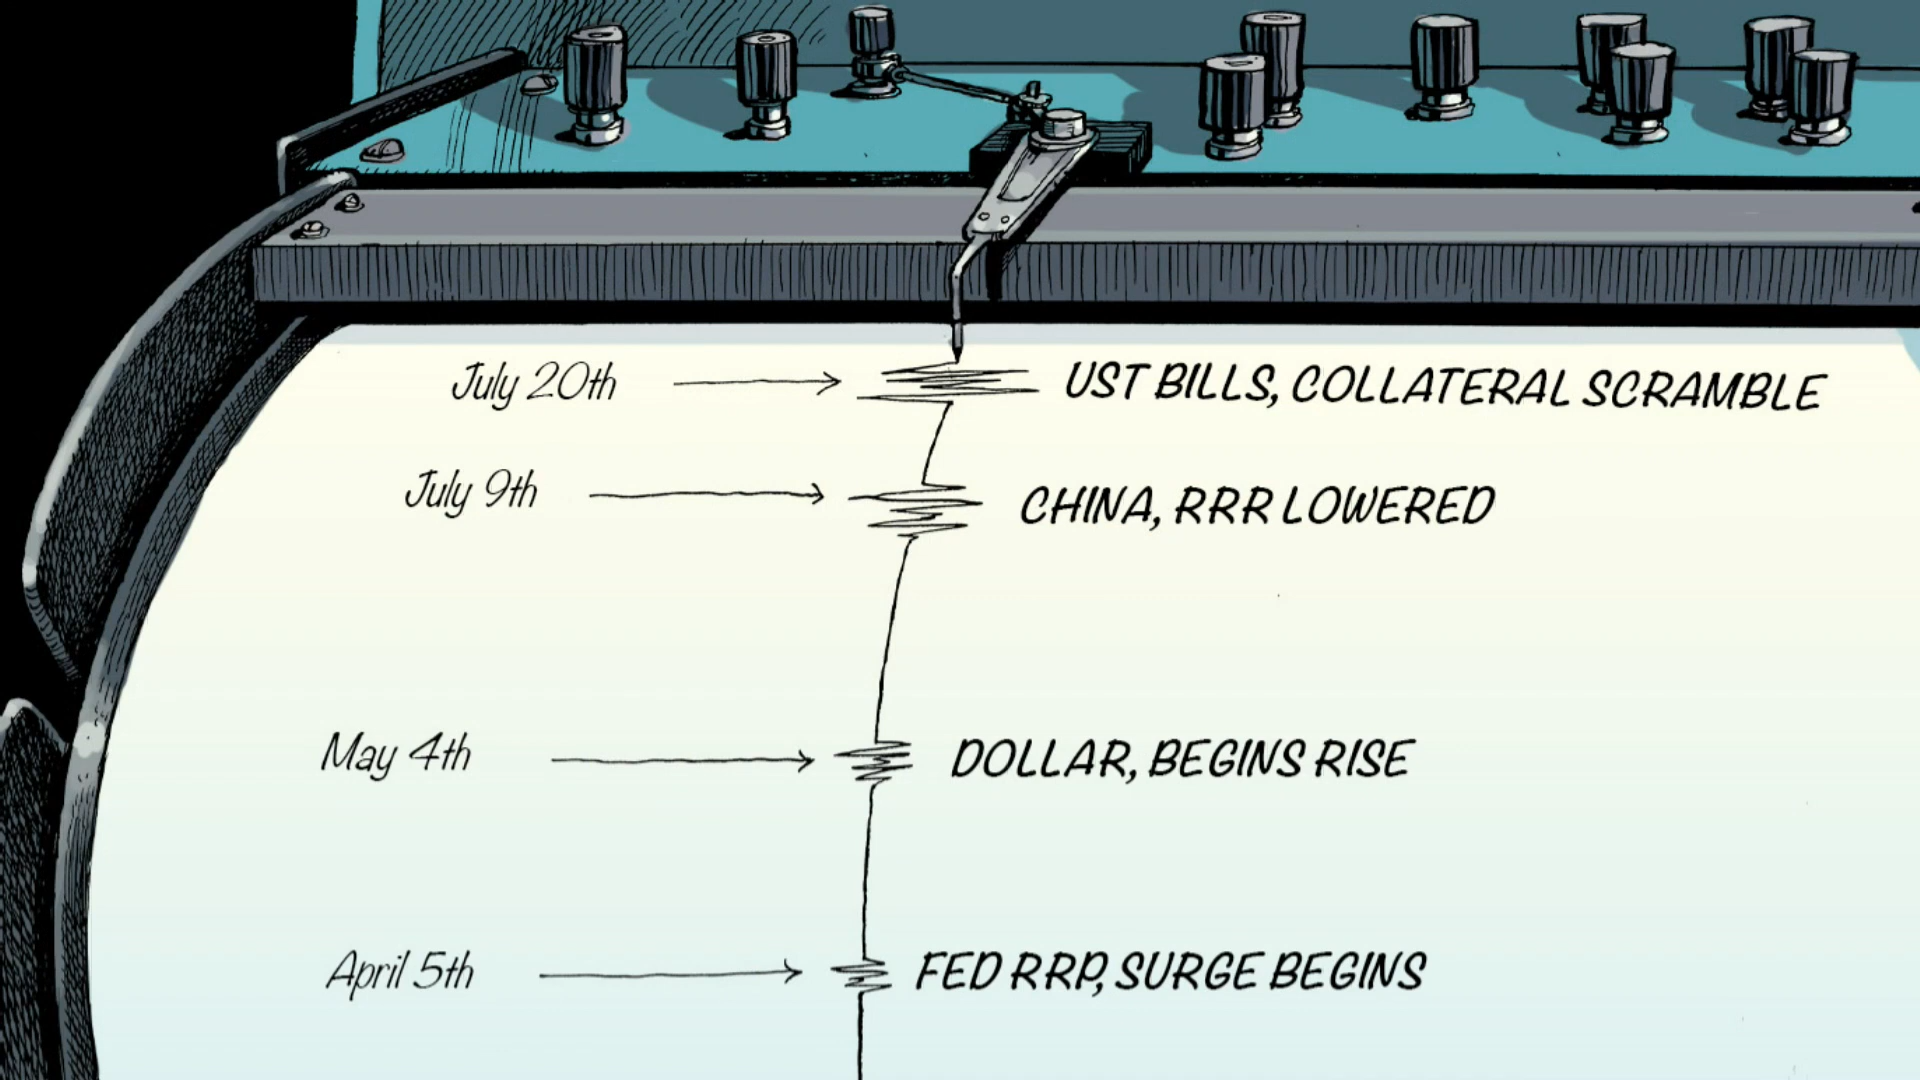 July 20th UST BILLS, COLLATERAL SCRAMBLE
July 9th CHINA, RRR LOWERED
May 4th DOLLAR, BEGINS RISE
April 5th FED RRP, SURGE BEGINS